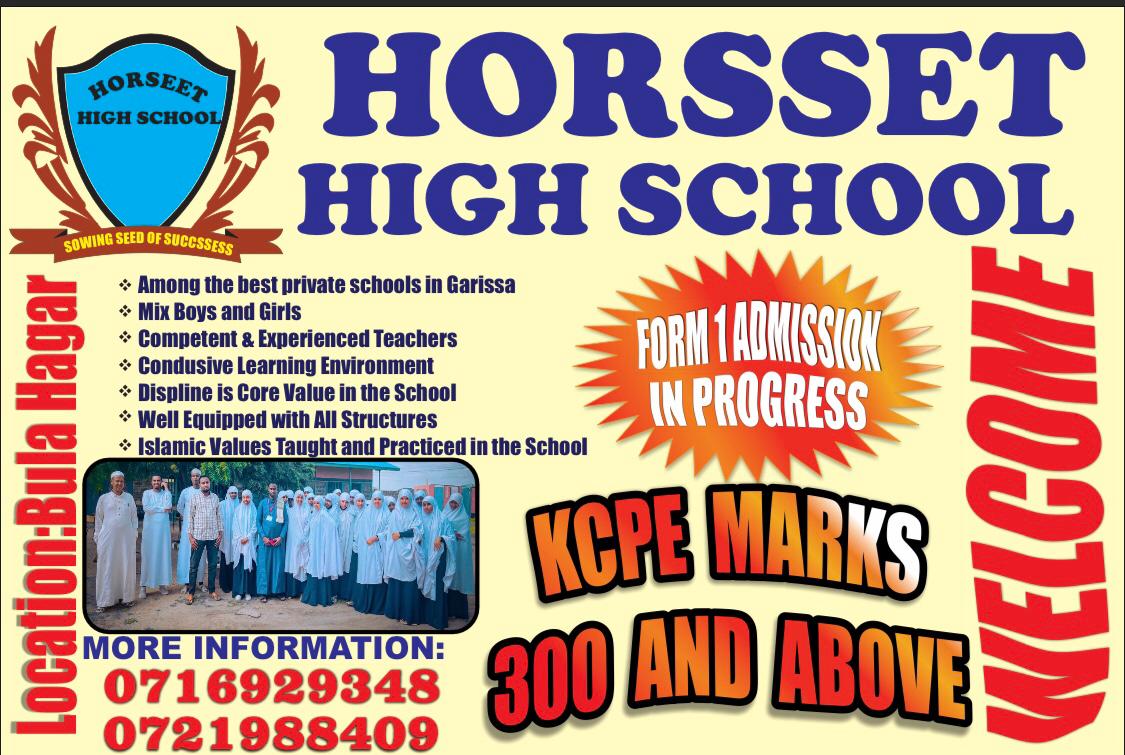 HORSEET
HIGH SCHOOL
SOWING SEED OF SUCCSSESS
HORSSET
HIGH SCHOOL
Among the best private schools in Garissa
Mix Boys and Girls
Competent & Experienced Teachers
Condusive Learning Environment
Displine is Core Value in the School
Well Equipped with All Structures
Islamic Values Taught and Practiced in the School
Location:Bula Hagar
FORM 1 ADMISSION
IN PROGRESS
KCPE MARKS
300 AND ABOVE
WELCOME
MORE INFORMATION:
0716929348
0721988409